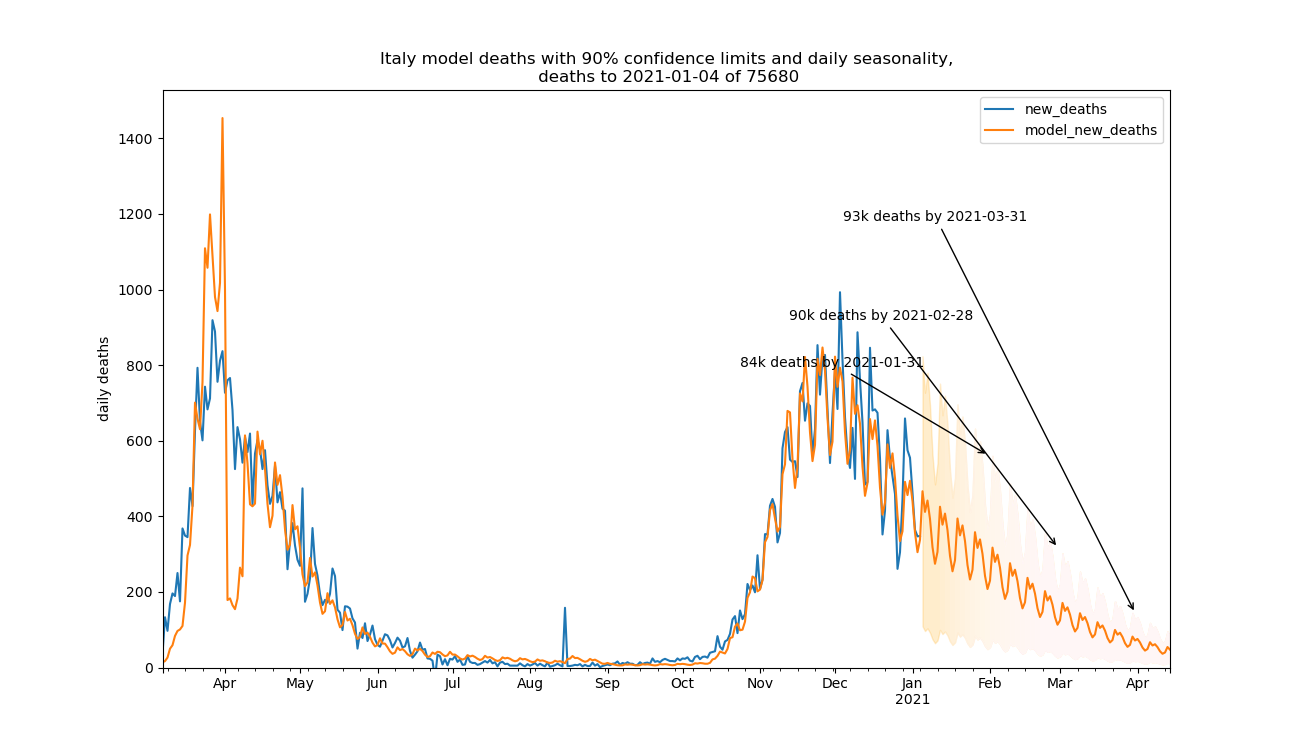 Italy model deaths with 90% confidence limits and daily seasonality,
deaths to 2021-01-04 of 75680
new_deaths
model_new_deaths
daily deaths
1400
1200
1000
800
600
400
200
0
93k deaths by 2021-03-31
90k deaths by 2021-02-28
84k deaths by 2021-01-31
Apr May Jun Jul Aug Sep Oct Nov Dec Jan Feb Mar Apr
2021